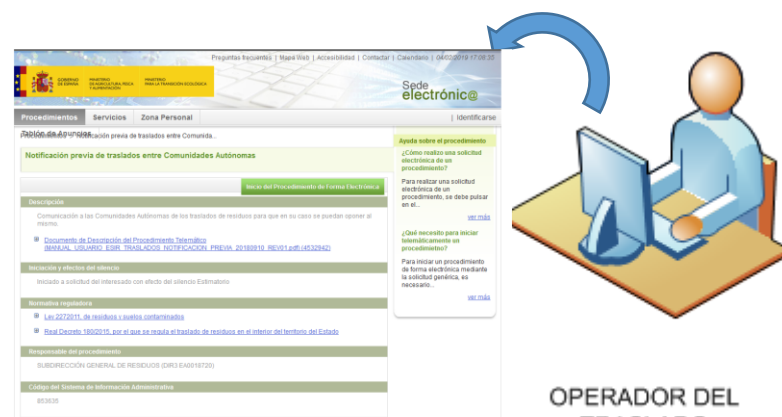 Preguntas frecuentes | Mapa Web | Accesibilidad | Contactar | Calendario | 04/02/2019 17:08:35
GOBIERNO DE ESPAÑA
MINISTERIO DE AGRICULTURA, PESCA Y ALIMENTACIÓN
MINISTERIO PARA LA TRANSICIÓN ECOLÓGICA
Sede
electrónic@
Procedimientos Servicios Zona Personal | Identificarse
Tablón de Anuncios
Notificación previa de traslados entre Comunida...
Notificación previa de traslados entre Comunidades Autónomas
Inicio del Procedimiento de Forma Electrónica
Descripción
Comunicación a las Comunidades Autónomas de los traslados de residuos para que en su caso se puedan oponer al
mismo.
Documento de Descripción del Procedimiento Telemático
(MANUAL_USUARIO_ESIR_TRASLADOS_NOTIFICACION_PREVIA_20180910_REV01.pdf) (4532942)
Iniciación y efectos del silencio
Iniciado a solicitud del interesado con efecto del silencio Estimatorio
Normativa reguladora
Ley 22/2011, de residuos y suelos contaminados
Real Decreto 180/2015, por el que se regula el traslado de residuos en el interior del territorio del Estado
Responsable del procedimiento
SUBDIRECCIÓN GENERAL DE RESIDUOS (DIR3:EA0018720)
Código del Sistema de Información Administrativa
853635
Ayuda sobre el procedimiento
¿Cómo realizo una solicitud
electrónica de un
procedimiento?
Para realizar una solicitud
electrónica de un
procedimiento, se debe pulsar
en el...
ver más
¿Qué necesito para iniciar
telemáticamente un
procedimiento?
Para iniciar un procedimiento
de forma electrónica mediante
la solicitud genérica, es
necesario...
ver más
OPERADOR DEL